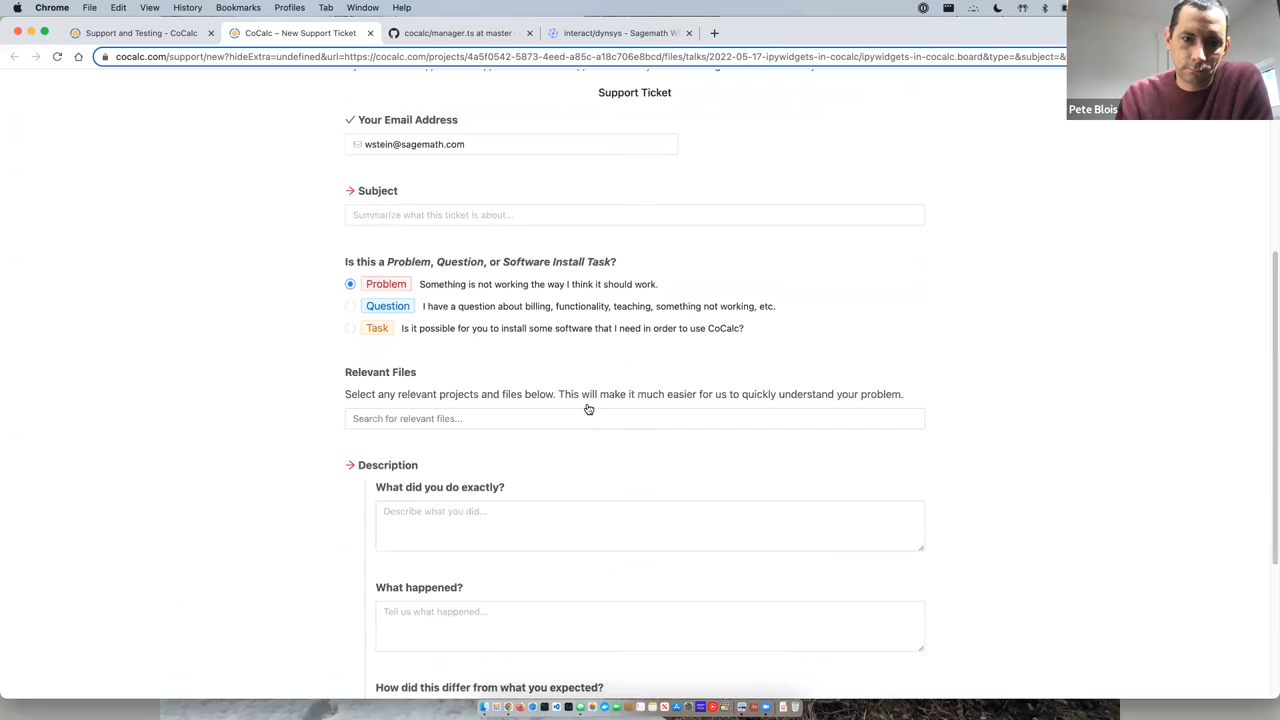 Chrome File Edit View History Bookmarks Profiles Tab Window Help
Support and Testing - CoCalc
CoCalc – New Support Ticket
cocalc/manager.ts at master
interact/dynsys - Sagemath W
cocalc.com/support/new?hideExtra=undefined&url=https://cocalc.com/projects/4a5f0542-5873-4eed-a85c-a18c706e8bcd/files/talks/2022-05-17-ipywidgets-in-cocalc/ipywidgets-in-cocalc.board&type=&subject=&
Pete Blois
Support Ticket
Your Email Address
wstein@sagemath.com
Subject
Summarize what this ticket is about...
Is this a Problem, Question, or Software Install Task?
Problem Something is not working the way I think it should work.
Question I have a question about billing, functionality, teaching, something not working, etc.
Task Is it possible for you to install some software that I need in order to use CoCalc?
Relevant Files
Select any relevant projects and files below. This will make it much easier for us to quickly understand your problem.
Search for relevant files...
Description
What did you do exactly?
Describe what you did...
What happened?
Tell us what happened...
How did this differ from what you expected?